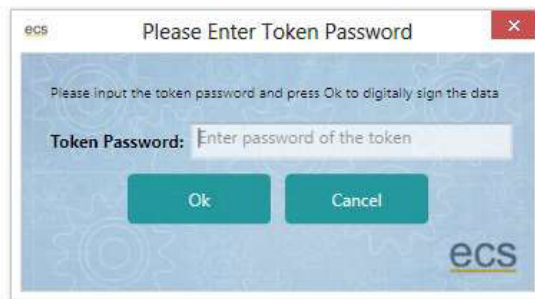 ecs
Please Enter Token Password
Please input the token password and press Ok to digitally sign the data
Token Password: Enter password of the token
Ok
Cancel
ecs